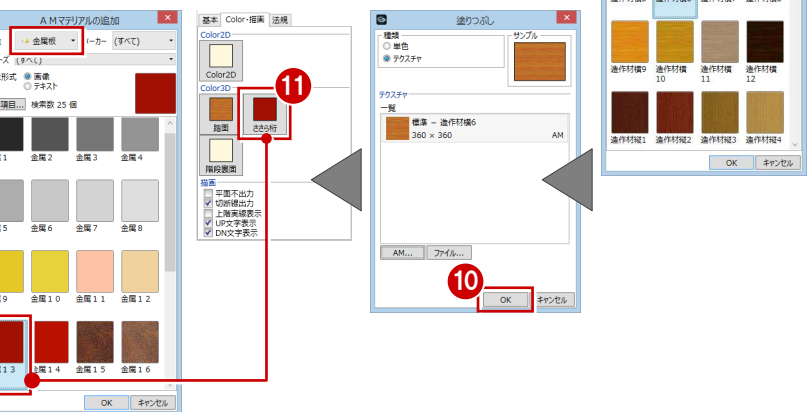 AMマテリアルの追加
金属板
ーカー (すべて)
ーズ (すべて)
形式 画像
テキスト
項目... 検索数 25 個
1 金属2 金属3 金属4
5 金属6 金属7 金属8
9 金属10 金属11 金属12
13 金属14 金属15 金属16
OK キャンセル
基本 Color・描画 法規
Color2D
Color2D
Color3D
11
踏面 ささら桁
階段裏面
描画
平面不出力
切断線出力
上階実線表示
UP文字表示
DN文字表示
塗りつぶし
種類
単色
テクスチャ
サンプル
テクスチャ
一覧
標準 - 造作材横6
360 × 360 AM
AM... ファイル...
10
OK キャンセル
造作材横9 造作材横10 造作材横11 造作材横12
造作材縦1 造作材縦2 造作材縦3 造作材縦4
OK キャンセル